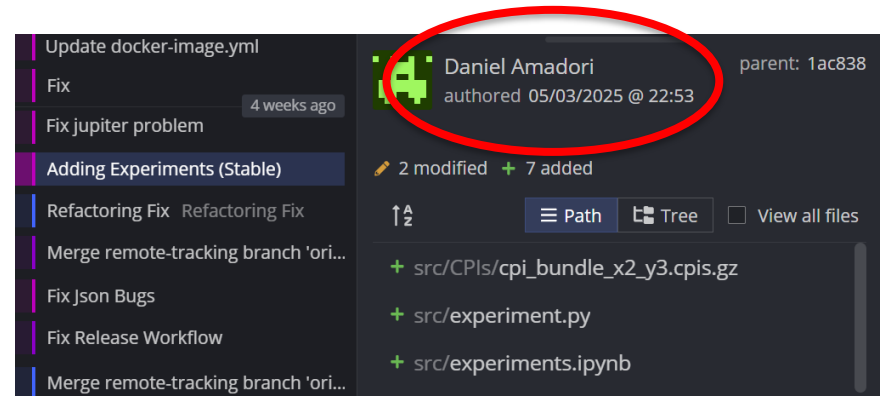 Update docker-image.yml
Fix
4 weeks ago
Fix jupiter problem
Adding Experiments (Stable)
Refactoring Fix Refactoring Fix
Merge remote-tracking branch 'ori...
Fix Json Bugs
Fix Release Workflow
Merge remote-tracking branch 'ori...
Daniel Amadori
authored 05/03/2025 @ 22:53
parent: 1ac838
2 modified + 7 added
A
Z
Path
Tree
View all files
+ src/CPIs/cpi_bundle_x2_y3.cpis.gz
+ src/experiment.py
+ src/experiments.ipynb